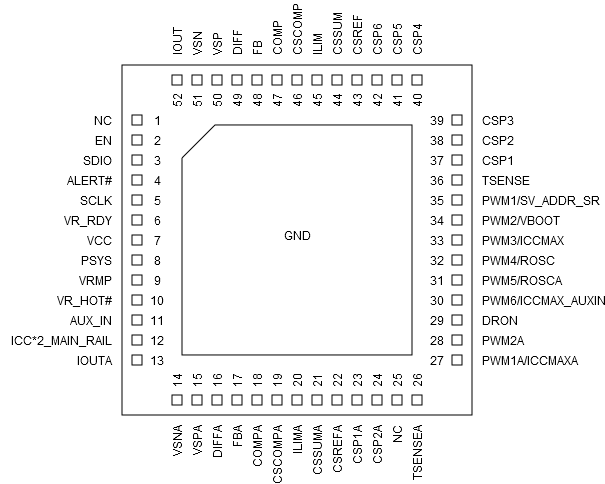 IOUT VSN VSP DIFF FB COMP CSCOMP ILIM CSSUM CSREF CSP6 CSP5 CSP4
52 51 50 49 48 47 46 45 44 43 42 41 40
NC 1 39 CSP3
EN 2 38 CSP2
SDIO 3 37 CSP1
ALERT# 4 36 TSENSE
SCLK 5 35 PWM1/SV_ADDR_SR
VR_RDY 6 34 PWM2/VBOOT
VCC 7 GND 33 PWM3/ICCMAX
PSYS 8 32 PWM4/ROSC
VRMP 9 31 PWM5/ROSCA
VR_HOT# 10 30 PWM6/ICCMAX_AUXIN
AUX_IN 11 29 DRON
ICC*2_MAIN_RAIL 12 28 PWM2A
IOUTA 13 27 PWM1A/ICCMAXA
14 15 16 17 18 19 20 21 22 23 24 25 26
VSNA VSPA DIFFA FBA COMPA CSCOMPA ILIMA CSSUMA CSREFA CSP1A CSP2A NC TSENSEA